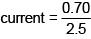 current = 0.70
2.5